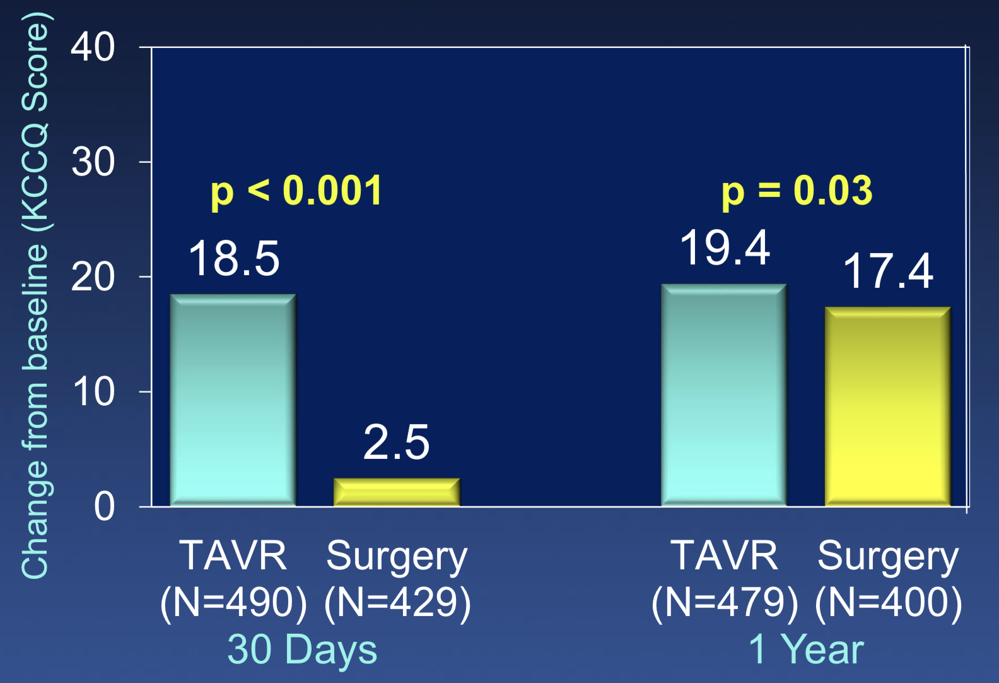 Change from baseline (KCCQ Score)
40
30
20
10
0
p < 0.001
18.5
2.5
p = 0.03
19.4
17.4
TAVR Surgery
(N=490) (N=429)
30 Days
TAVR Surgery
(N=479) (N=400)
1 Year